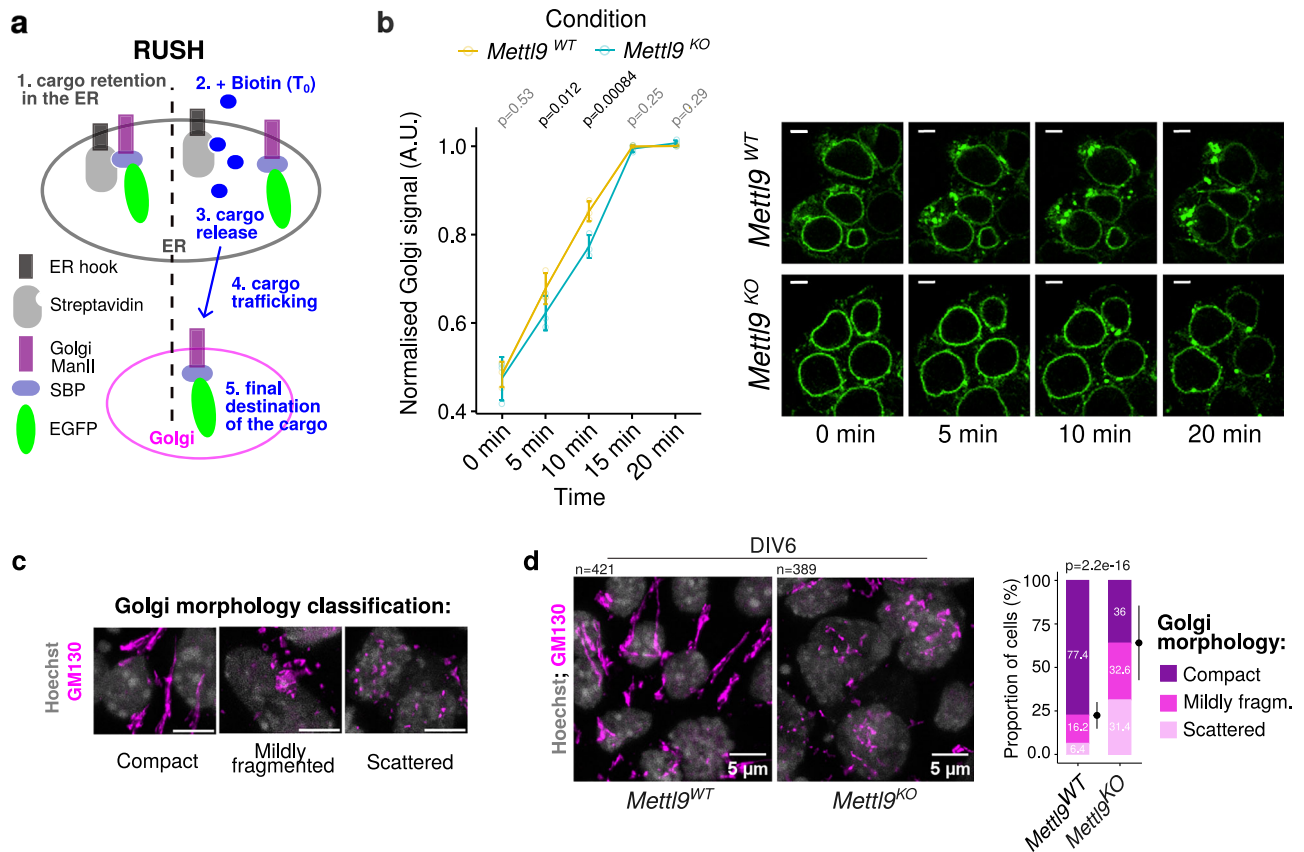 a
RUSH
1. cargo retention
in the ER
2. + Biotin (T0)
3. cargo
release
ER
4. cargo
trafficking
ER hook
Streptavidin
Golgi
ManII
SBP
EGFP
5. final
destination
of the cargo
Golgi
b
Condition
Mettl9 WT
Mettl9 KO
p=0.53
p=0.012
p=0.00084
p=0.25
p=0.29
Normalised Golgi signal (A.U.)
1.0
0.8
0.6
0.4
0 min
5 min
10 min
15 min
20 min
Time
Mettl9 WT
Mettl9 KO
0 min
5 min
10 min
20 min
c
Golgi morphology classification:
Hoechst
GM130
Compact
Mildly
fragmented
Scattered
d
DIV6
n=421
n=389
Hoechst; GM130
5 µm
5 µm
Mettl9WT
Mettl9KO
p=2.2e-16
Proportion of cells (%)
100
75
50
25
0.0
77.4
16.2
6.4
36
32.6
31.4
Mettl9WT
Mettl9KO
Golgi
morphology:
Compact
Mildly fragm.
Scattered